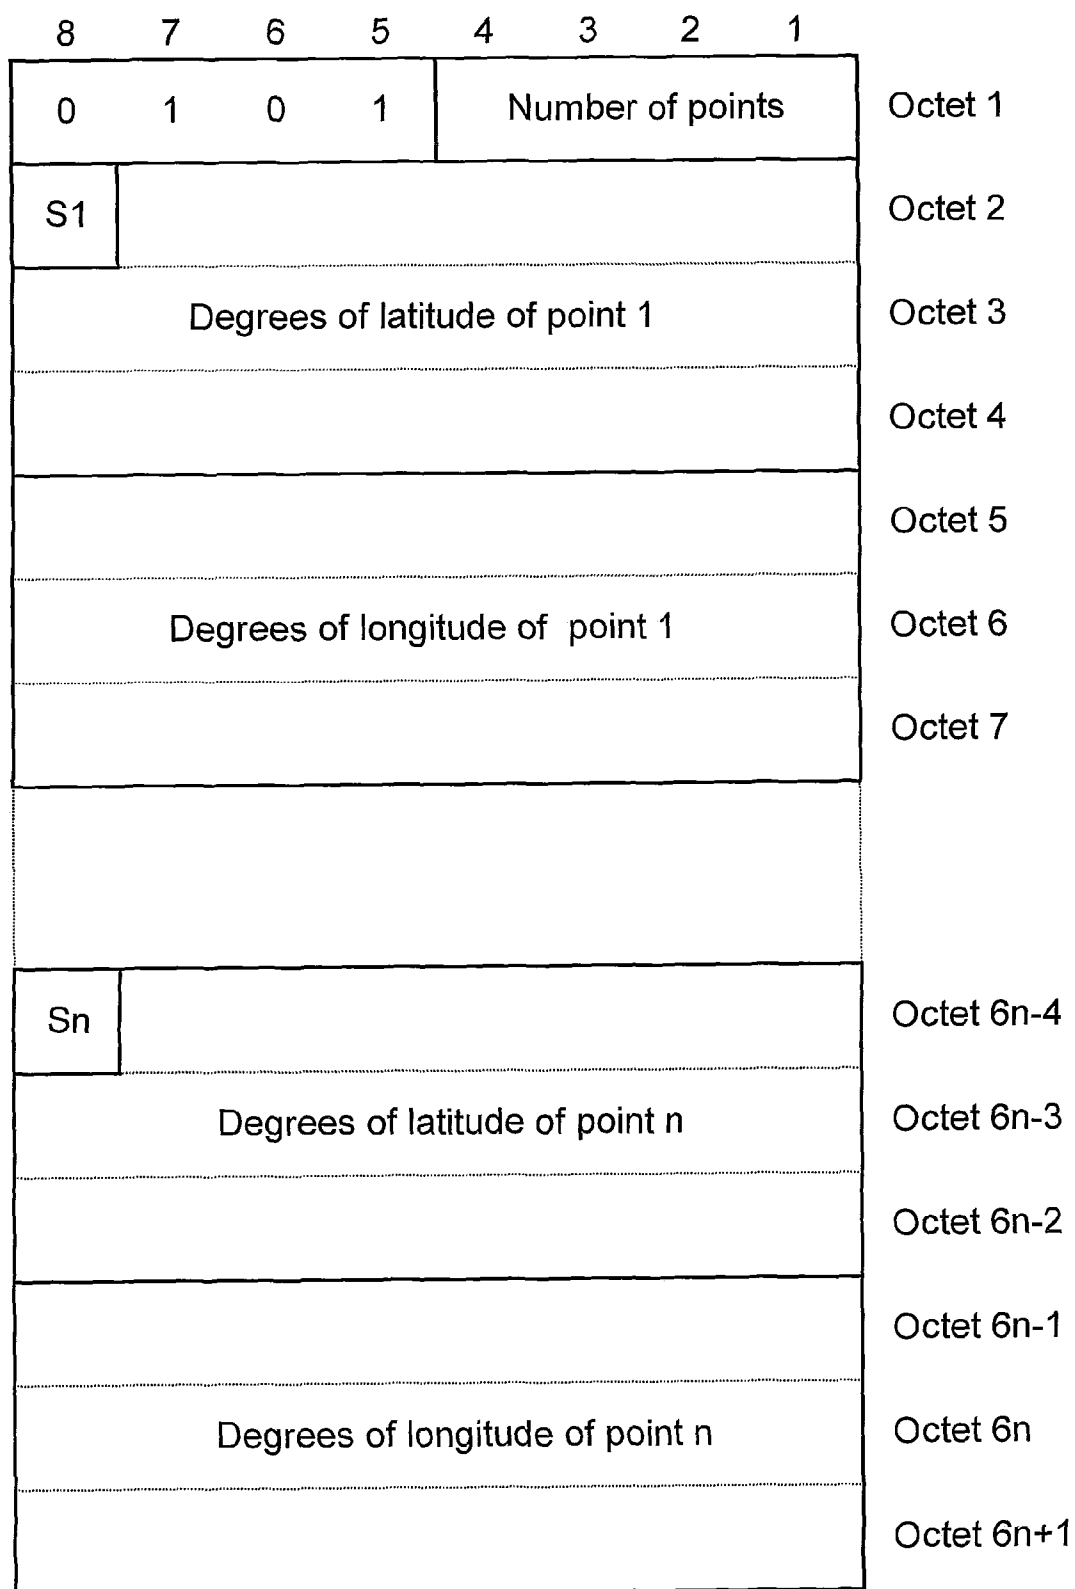 8 7 6 5 4 3 2 1
0 1 0 1 Number of points Octet 1
S1 Octet 2
Degrees of latitude of point 1 Octet 3
Octet 4
Octet 5
Degrees of longitude of point 1 Octet 6
Octet 7
Sn Octet 6n-4
Degrees of latitude of point n Octet 6n-3
Octet 6n-2
Octet 6n-1
Degrees of longitude of point n Octet 6n
Octet 6n+1